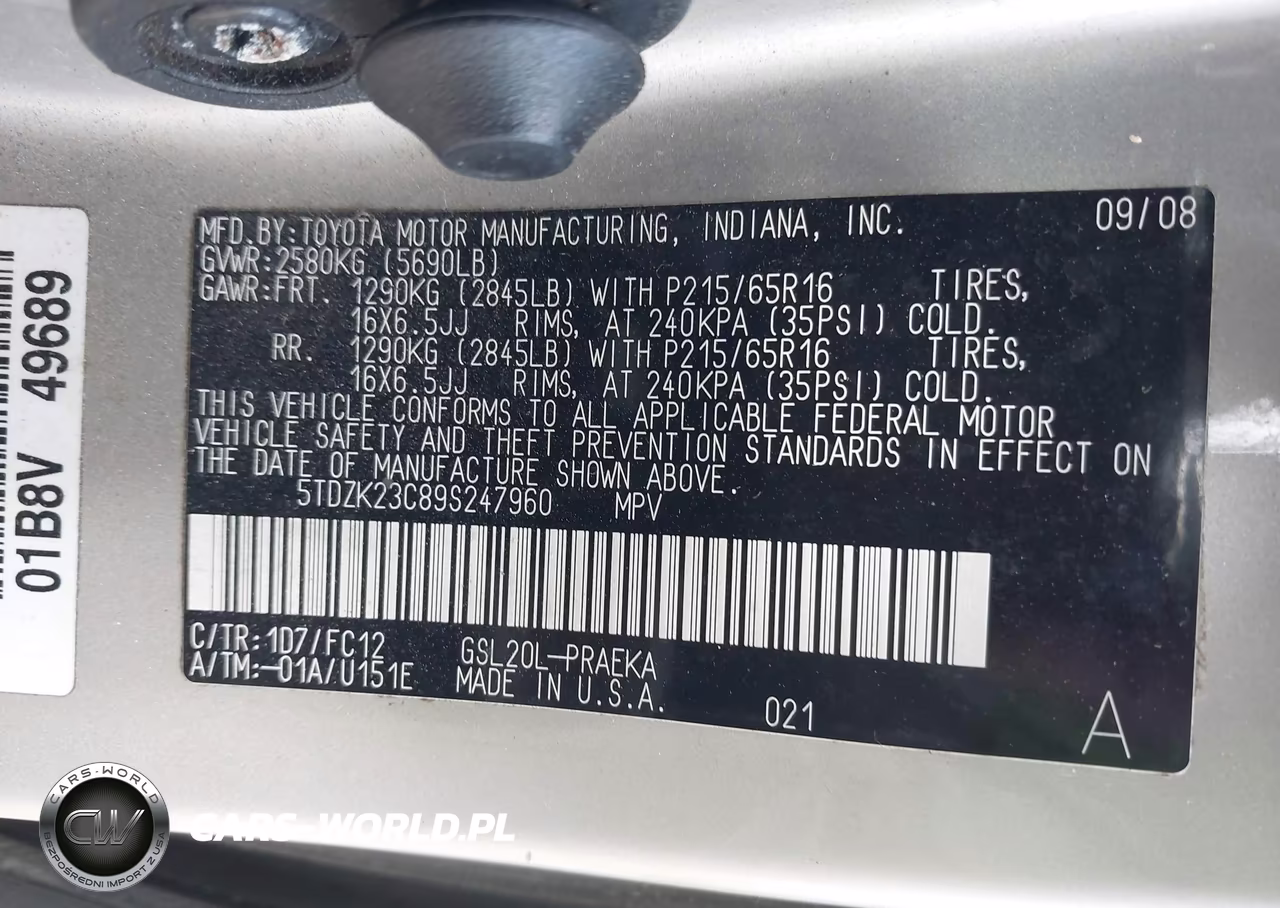 MFD.BY:TOYOTA MOTOR MANUFACTURING, INDIANA, INC. 09/08
GVWR:2580KG (5690LB)
GAWR:FRT. 1290KG (2845LB) WITH P215/65R16 TIRES,
16X6.5JJ RIMS, AT 240KPA (35PSI) COLD.
RR. 1290KG (2845LB) WITH P215/65R16 TIRES,
16X6.5JJ RIMS, AT 240KPA (35PSI) COLD.
THIS VEHICLE CONFORMS TO ALL APPLICABLE FEDERAL MOTOR
VEHICLE SAFETY AND THEFT PREVENTION STANDARDS IN EFFECT ON
THE DATE OF MANUFACTURE SHOWN ABOVE.
5TDZK23C89S247960 MPV
C/TR:1D7/FC12 GSL20L-PRAEKA
A/TM:-01A/U151E MADE IN U.S.A.
021
A
01B8V 49689
CARS-WORLD
CW
BEZPOŚREDNI IMPORT Z USA
CARS-WORLD.PL